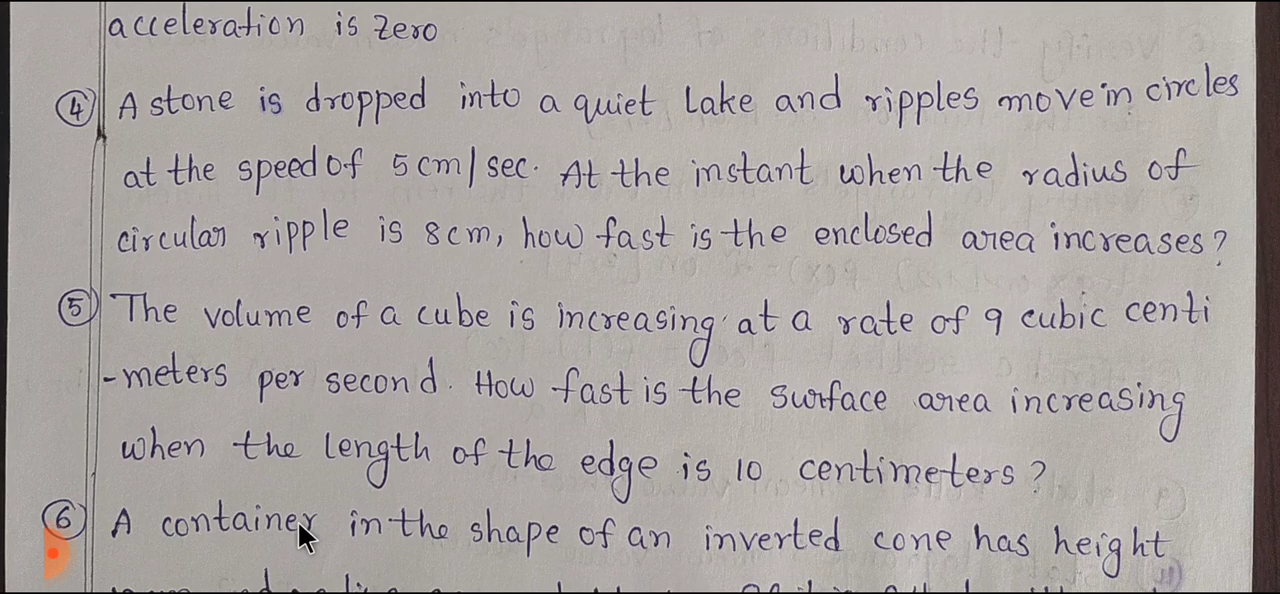 acceleration is zero
④ A stone is dropped into a quiet lake and ripples move in circles
at the speed of 5cm/sec. At the instant when the radius of
circular ripple is 8cm, how fast is the enclosed area increases?
⑤ The volume of a cube is increasing at a rate of 9 cubic centi
-meters per second. How fast is the surface area increasing
when the length of the edge is 10 centimeters?
⑥ A container in the shape of an inverted cone has height